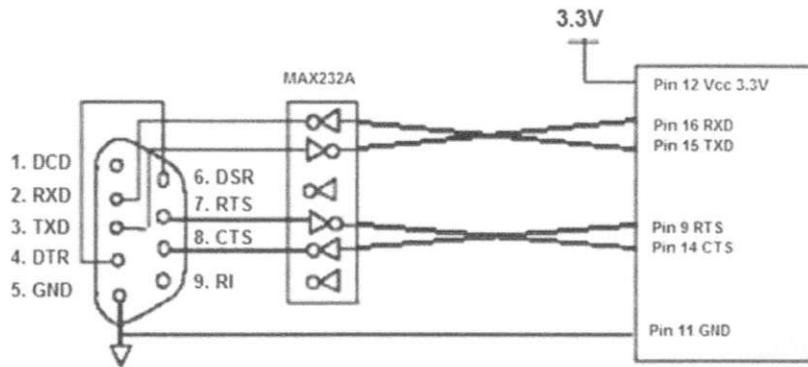 3.3V
MAX232A
Pin 12 Vcc 3.3V
Pin 16 RXD
Pin 15 TXD
1. DCD
2. RXD
3. TXD
4. DTR
5. GND
6. DSR
7. RTS
8. CTS
9. RI
Pin 9 RTS
Pin 14 CTS
Pin 11 GND